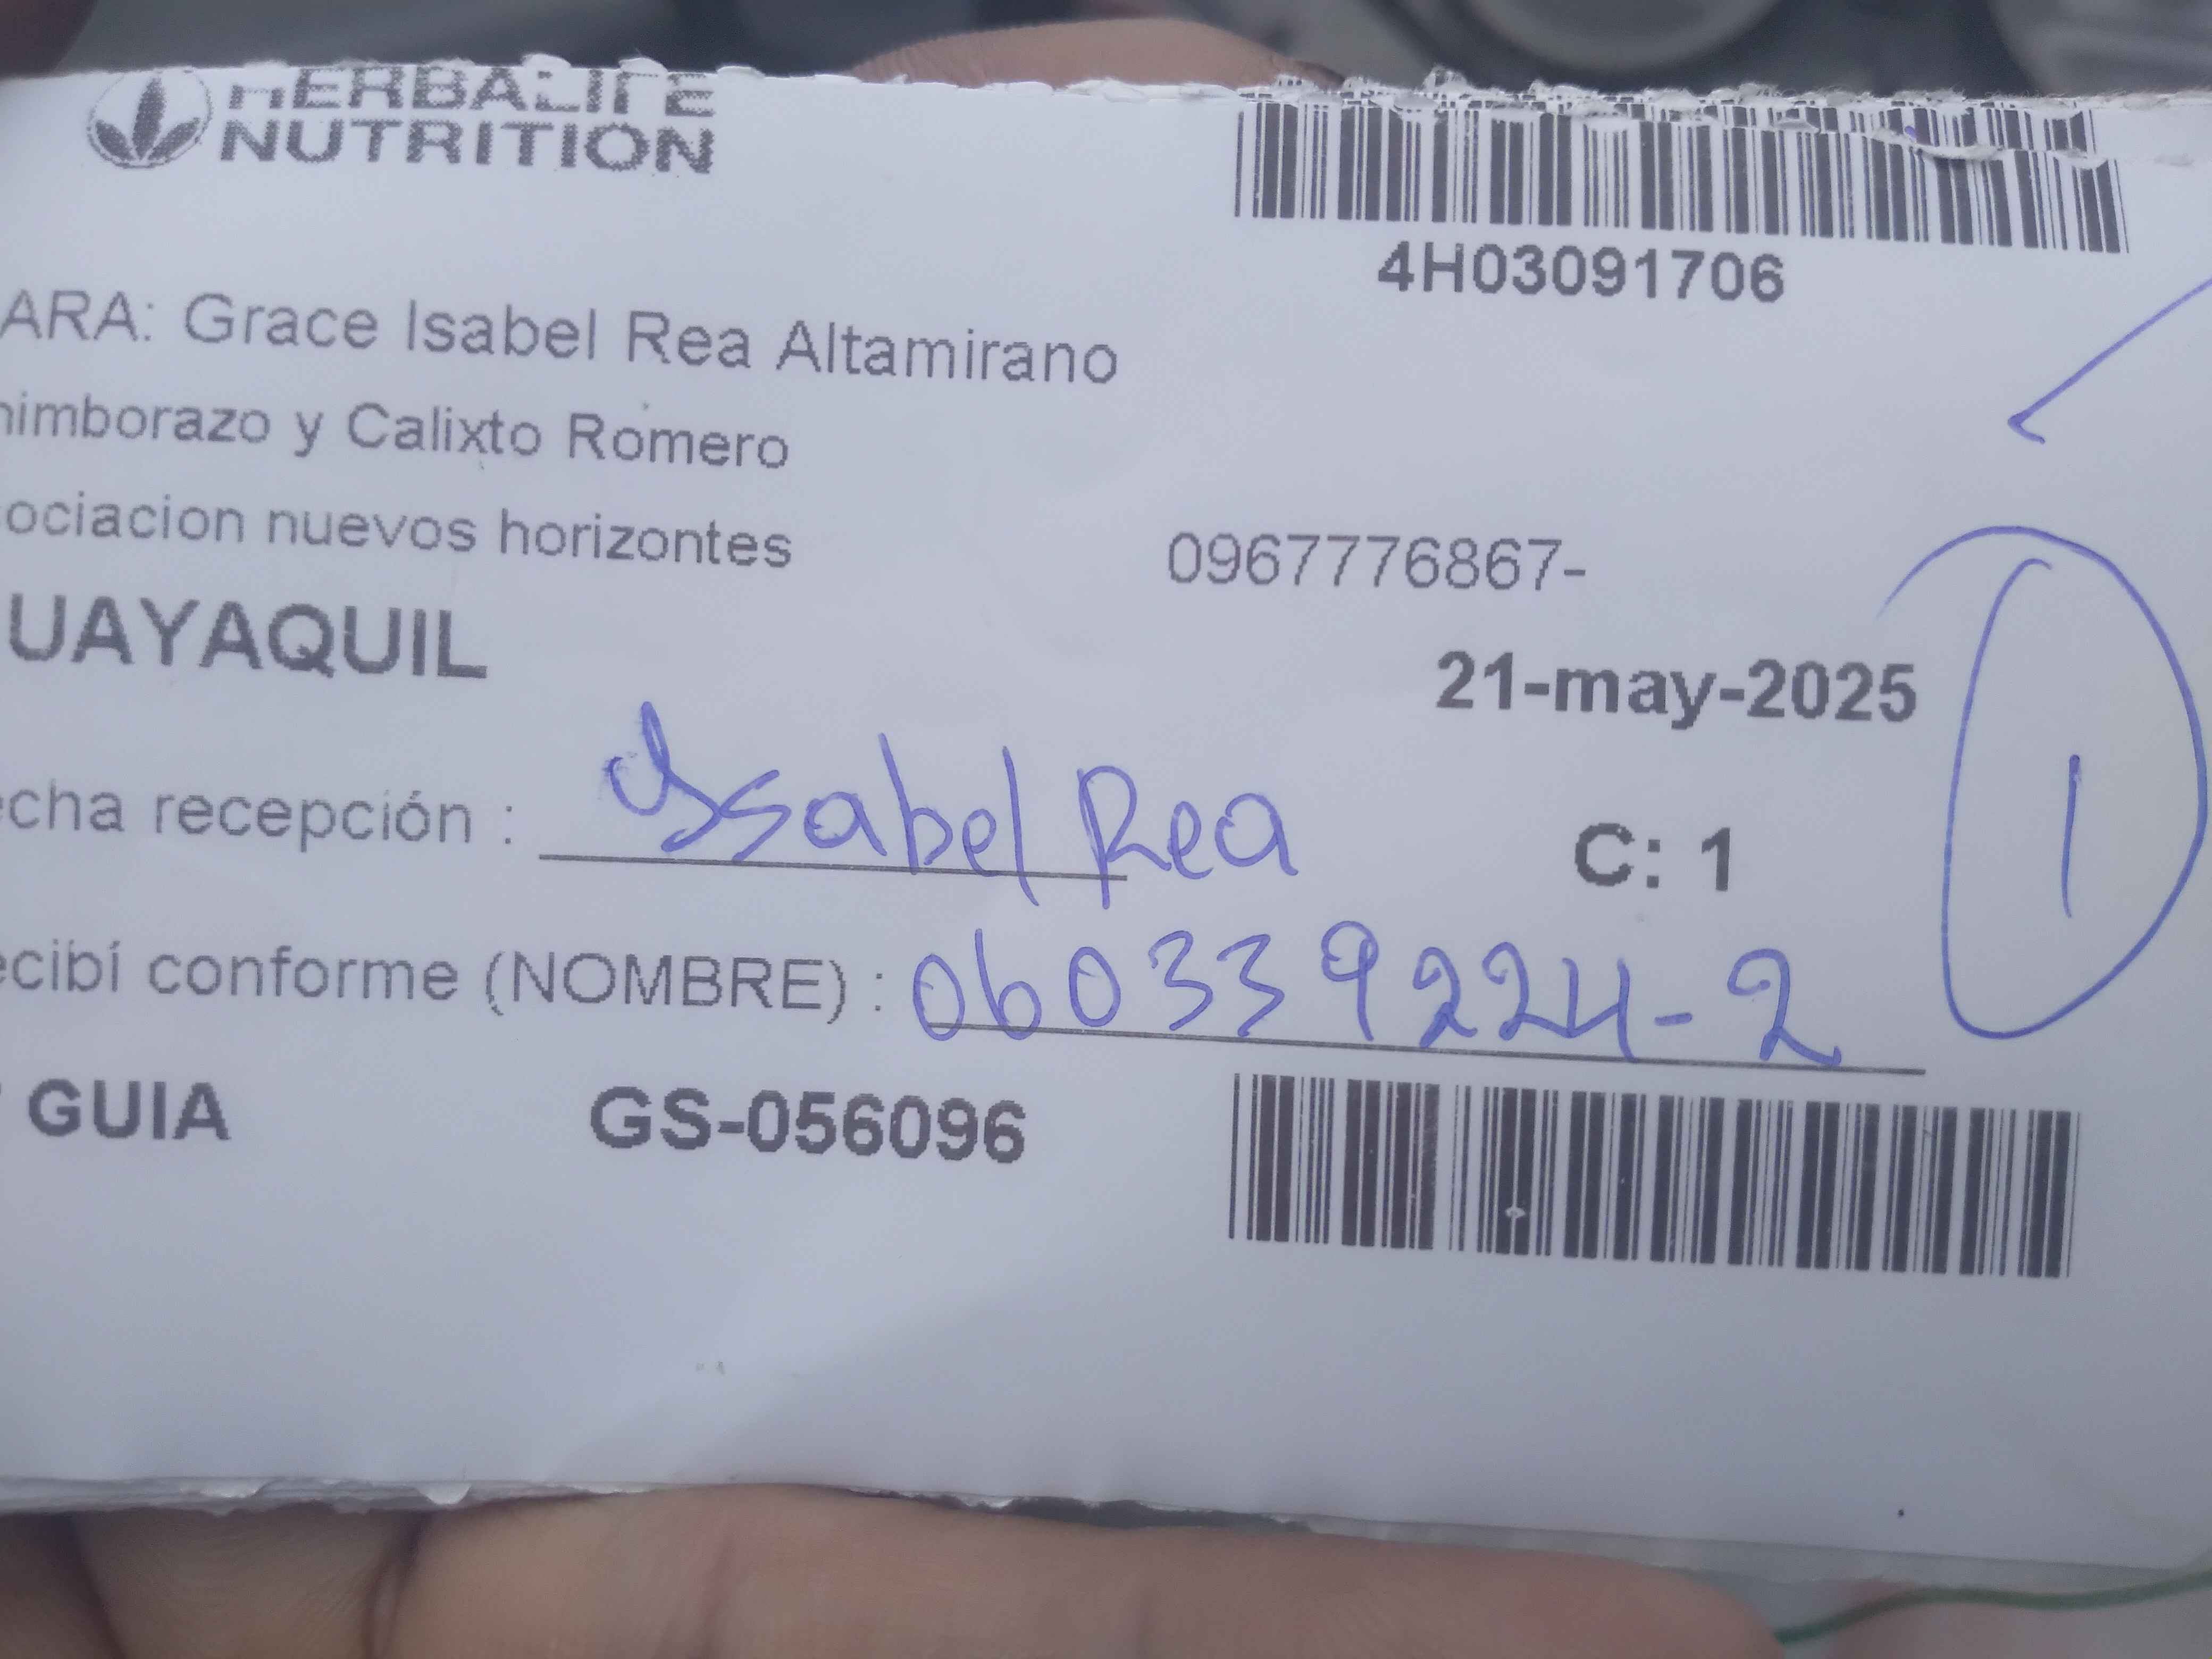 HERBALIFE
NUTRITION
4H03091706
ARA: Grace Isabel Rea Altamirano
himborazo y Calixto Romero
ociacion nuevos horizontes 0967776867-
UAYAQUIL
21-may-2025
echa recepción : Isabel Rea
C: 1
1
ecibí conforme (NOMBRE) : 060339224-2
GUIA GS-056096